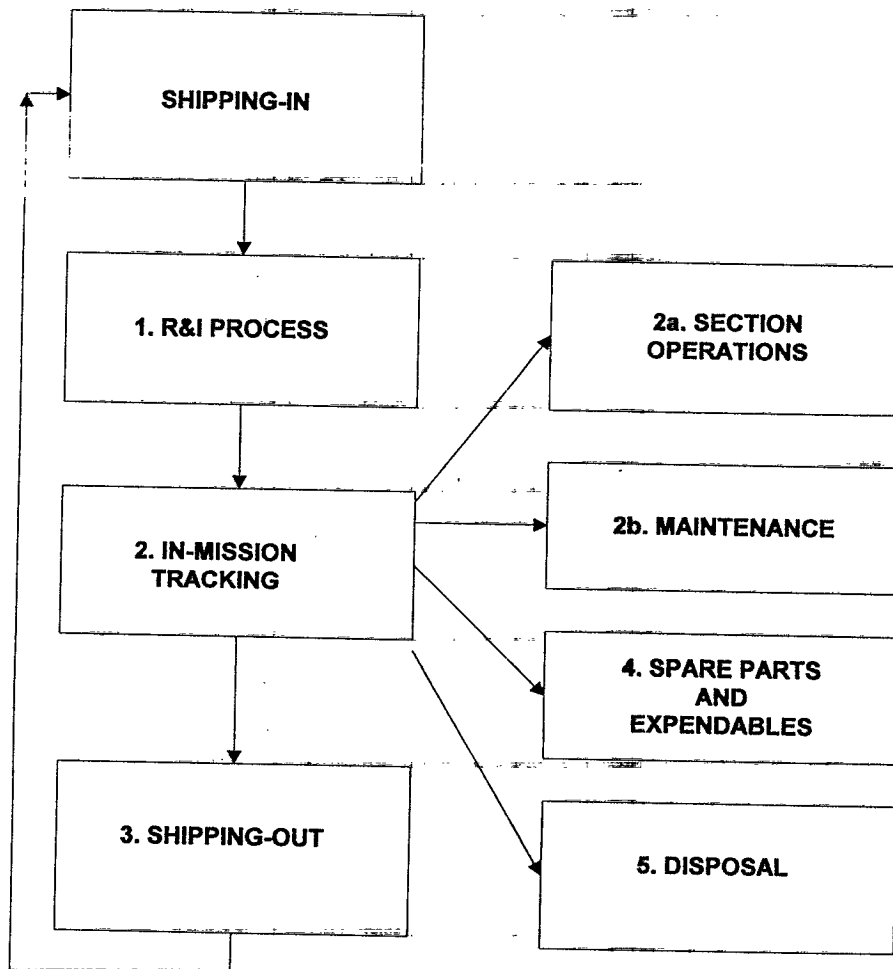 SHIPPING-IN
1. R&I PROCESS
2a. SECTION
OPERATIONS
2. IN-MISSION
TRACKING
2b. MAINTENANCE
4. SPARE PARTS
AND
EXPENDABLES
3. SHIPPING-OUT
5. DISPOSAL